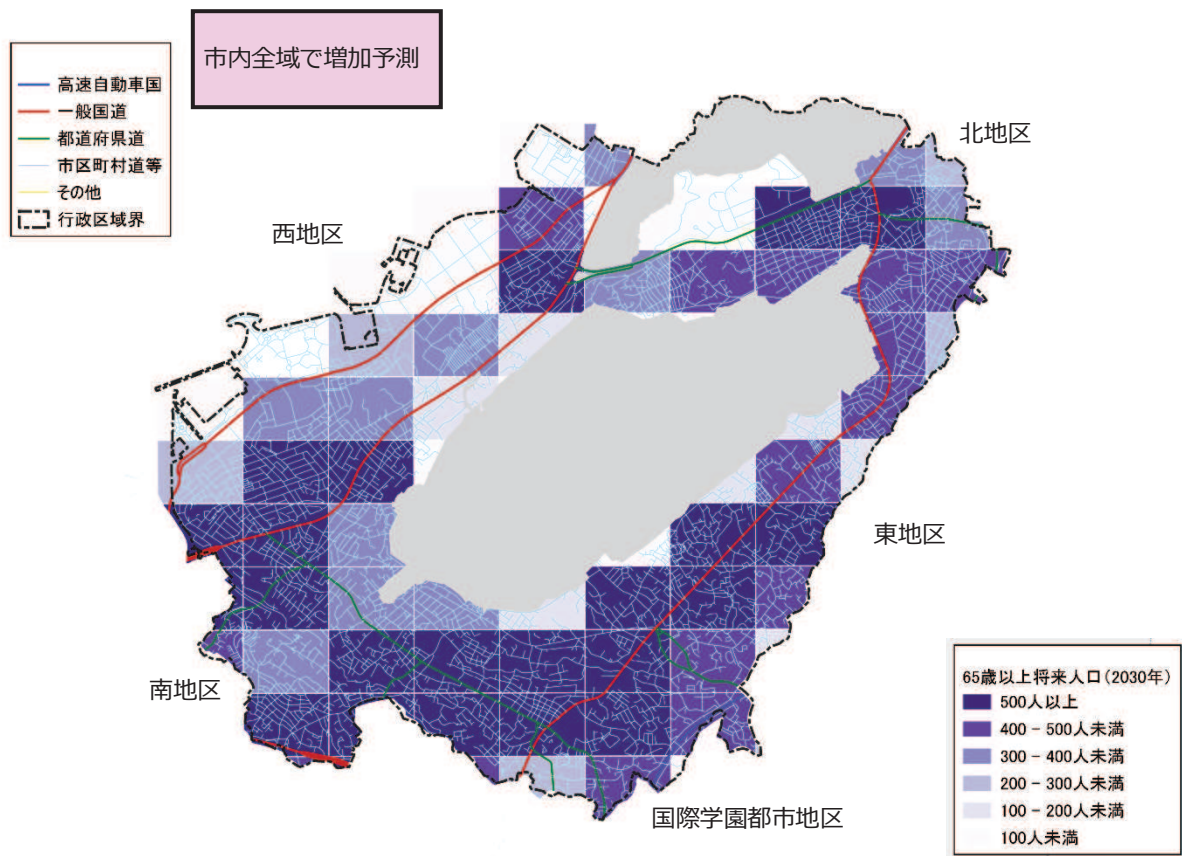 市内全域で増加予測
高速自動車国
一般国道
都道府県道
市区町村道等
その他
行政区域界
北地区
西地区
東地区
南地区
国際学園都市地区
65歳以上将来人口(2030年)
500人以上
400－500人未満
300－400人未満
200－300人未満
100－200人未満
100人未満